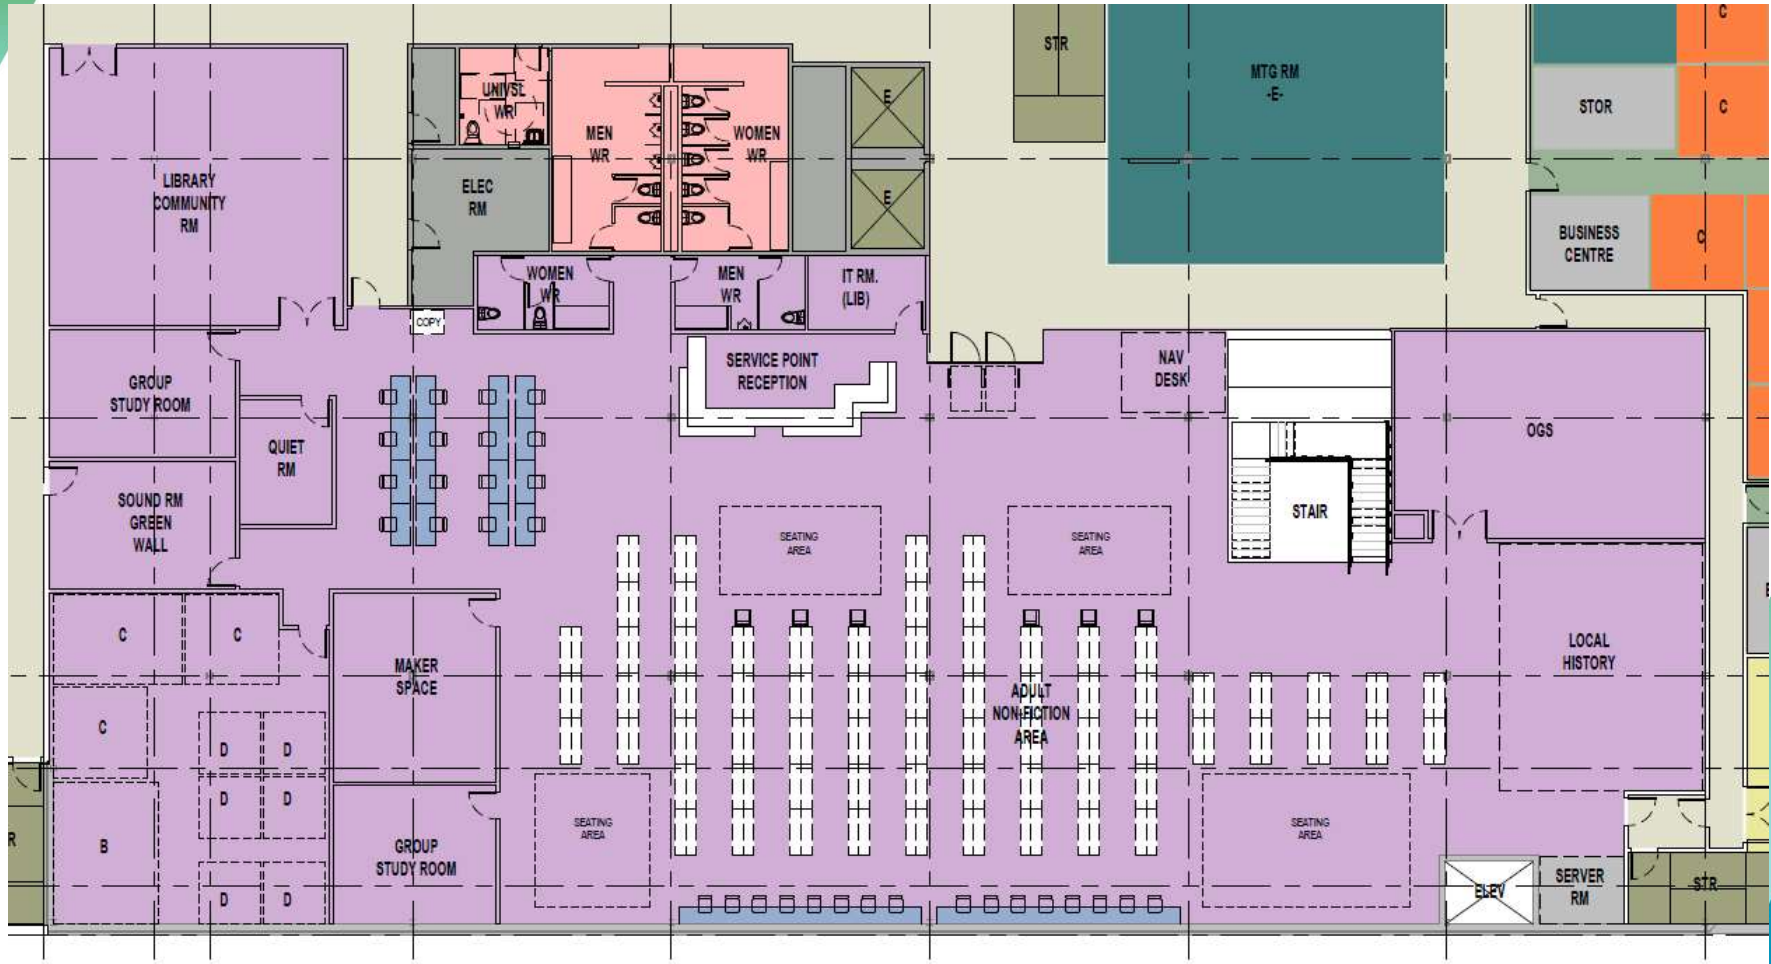 C
STR
MTG RM
-E-
UNIVSL
WR
STOR
C
E
MEN
WR
WOMEN
WR
LIBRARY
COMMUNITY
RM
ELEC
RM
E
BUSINESS
CENTRE
C
WOMEN
WR
MEN
WR
IT RM.
(LIB)
COPY
SERVICE POINT
RECEPTION
NAV
DESK
GROUP
STUDY ROOM
OGS
QUIET
RM
SOUND RM
GREEN
WALL
STAIR
SEATING
AREA
SEATING
AREA
C
C
MAKER
SPACE
LOCAL
HISTORY
ADULT
NON-FICTION
AREA
C
D
D
D
D
SEATING
AREA
SEATING
AREA
B
GROUP
STUDY ROOM
R
D
D
ELEV
SERVER
RM
STR